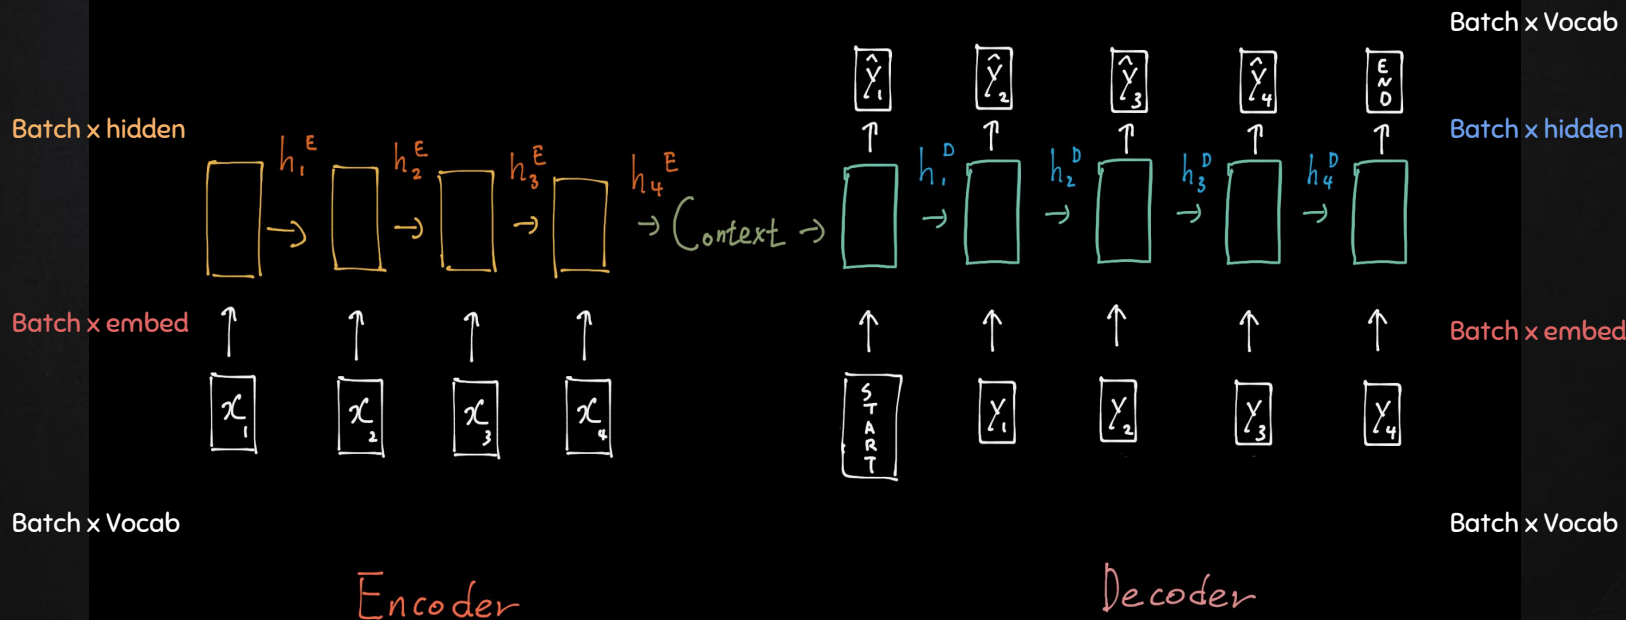 Batch x Vocab
Ŷ₁ Ŷ₂ Ŷ₃ Ŷ₄ END
Batch x hidden
Batch x hidden
h₁ᴱ h₂ᴱ h₃ᴱ h₄ᴱ
h₁ᴰ h₂ᴰ h₃ᴰ h₄ᴰ
→ → → → Context → → → → →
Batch x embed
Batch x embed
x₁ x₂ x₃ x₄
START Y₁ Y₂ Y₃ Y₄
Batch x Vocab
Batch x Vocab
Encoder
Decoder